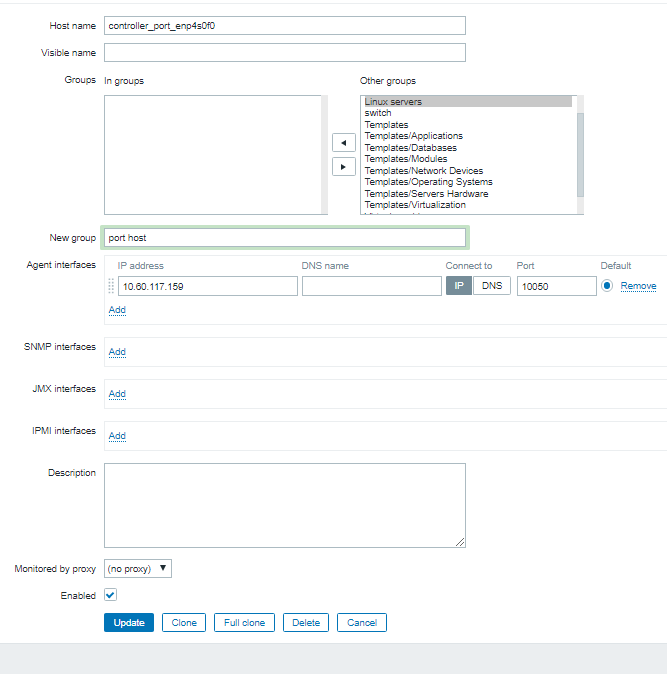 Host name controller_port_enp4s0f0
Visible name
Groups In groups Other groups
Linux servers
switch
Templates
Templates/Applications
Templates/Databases
Templates/Modules
Templates/Network Devices
Templates/Operating Systems
Templates/Servers Hardware
Templates/Virtualization
New group port host
Agent interfaces IP address DNS name Connect to Port Default
10.60.117.159 IP DNS 10050 Remove
Add
SNMP interfaces Add
JMX interfaces Add
IPMI interfaces Add
Description
Monitored by proxy (no proxy)
Enabled
Update Clone Full clone Delete Cancel